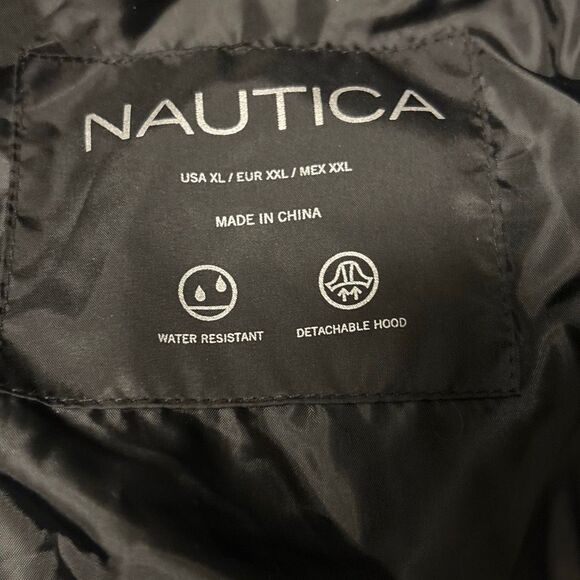 NAUTICA
USA XL / EUR XXL / MEX XXL
MADE IN CHINA
WATER RESISTANT
DETACHABLE HOOD